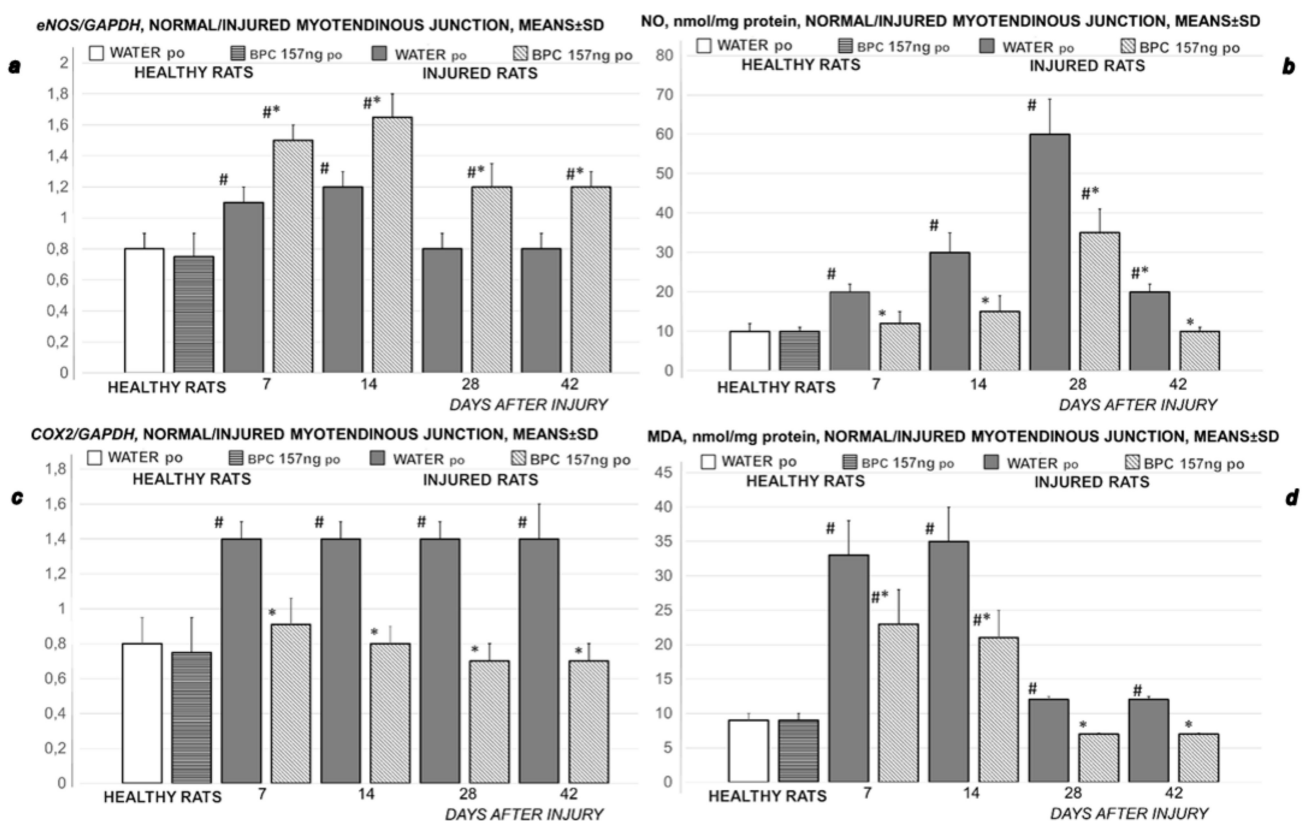 eNOS/GAPDH, NORMAL/INJURED MYOTENDINOUS JUNCTION, MEANS±SD
WATER po BPC 157ng po WATER po BPC 157ng po
HEALTHY RATS INJURED RATS
a
2
1,8
1,6
1,4
1,2
1
0,8
0,6
0,4
0,2
0
# #* # #* #* #*
HEALTHY RATS 7 14 28 42
DAYS AFTER INJURY
NO, nmol/mg protein, NORMAL/INJURED MYOTENDINOUS JUNCTION, MEANS±SD
WATER po BPC 157ng po WATER po BPC 157ng po
HEALTHY RATS INJURED RATS
b
80
70
60
50
40
30
20
10
0
# * # * # #* #* *
HEALTHY RATS 7 14 28 42
DAYS AFTER INJURY
COX2/GAPDH, NORMAL/INJURED MYOTENDINOUS JUNCTION, MEANS±SD
WATER po BPC 157ng po WATER po BPC 157ng po
HEALTHY RATS INJURED RATS
c
1,8
1,6
1,4
1,2
1
0,8
0,6
0,4
0,2
0
# * # * # * # *
HEALTHY RATS 7 14 28 42
DAYS AFTER INJURY
MDA, nmol/mg protein, NORMAL/INJURED MYOTENDINOUS JUNCTION, MEANS±SD
WATER po BPC 157ng po WATER po BPC 157ng po
HEALTHY RATS INJURED RATS
d
45
40
35
30
25
20
15
10
5
0
# #* # #* # * # *
HEALTHY RATS 7 14 28 42
DAYS AFTER INJURY